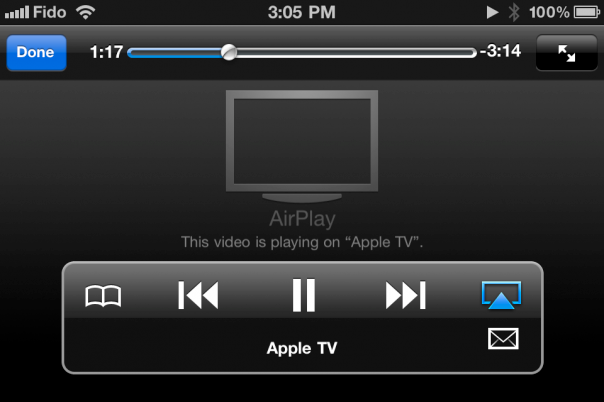 Fido 3:05 PM 100%
Done 1:17 -3:14
AirPlay
This video is playing on “Apple TV”.
Apple TV